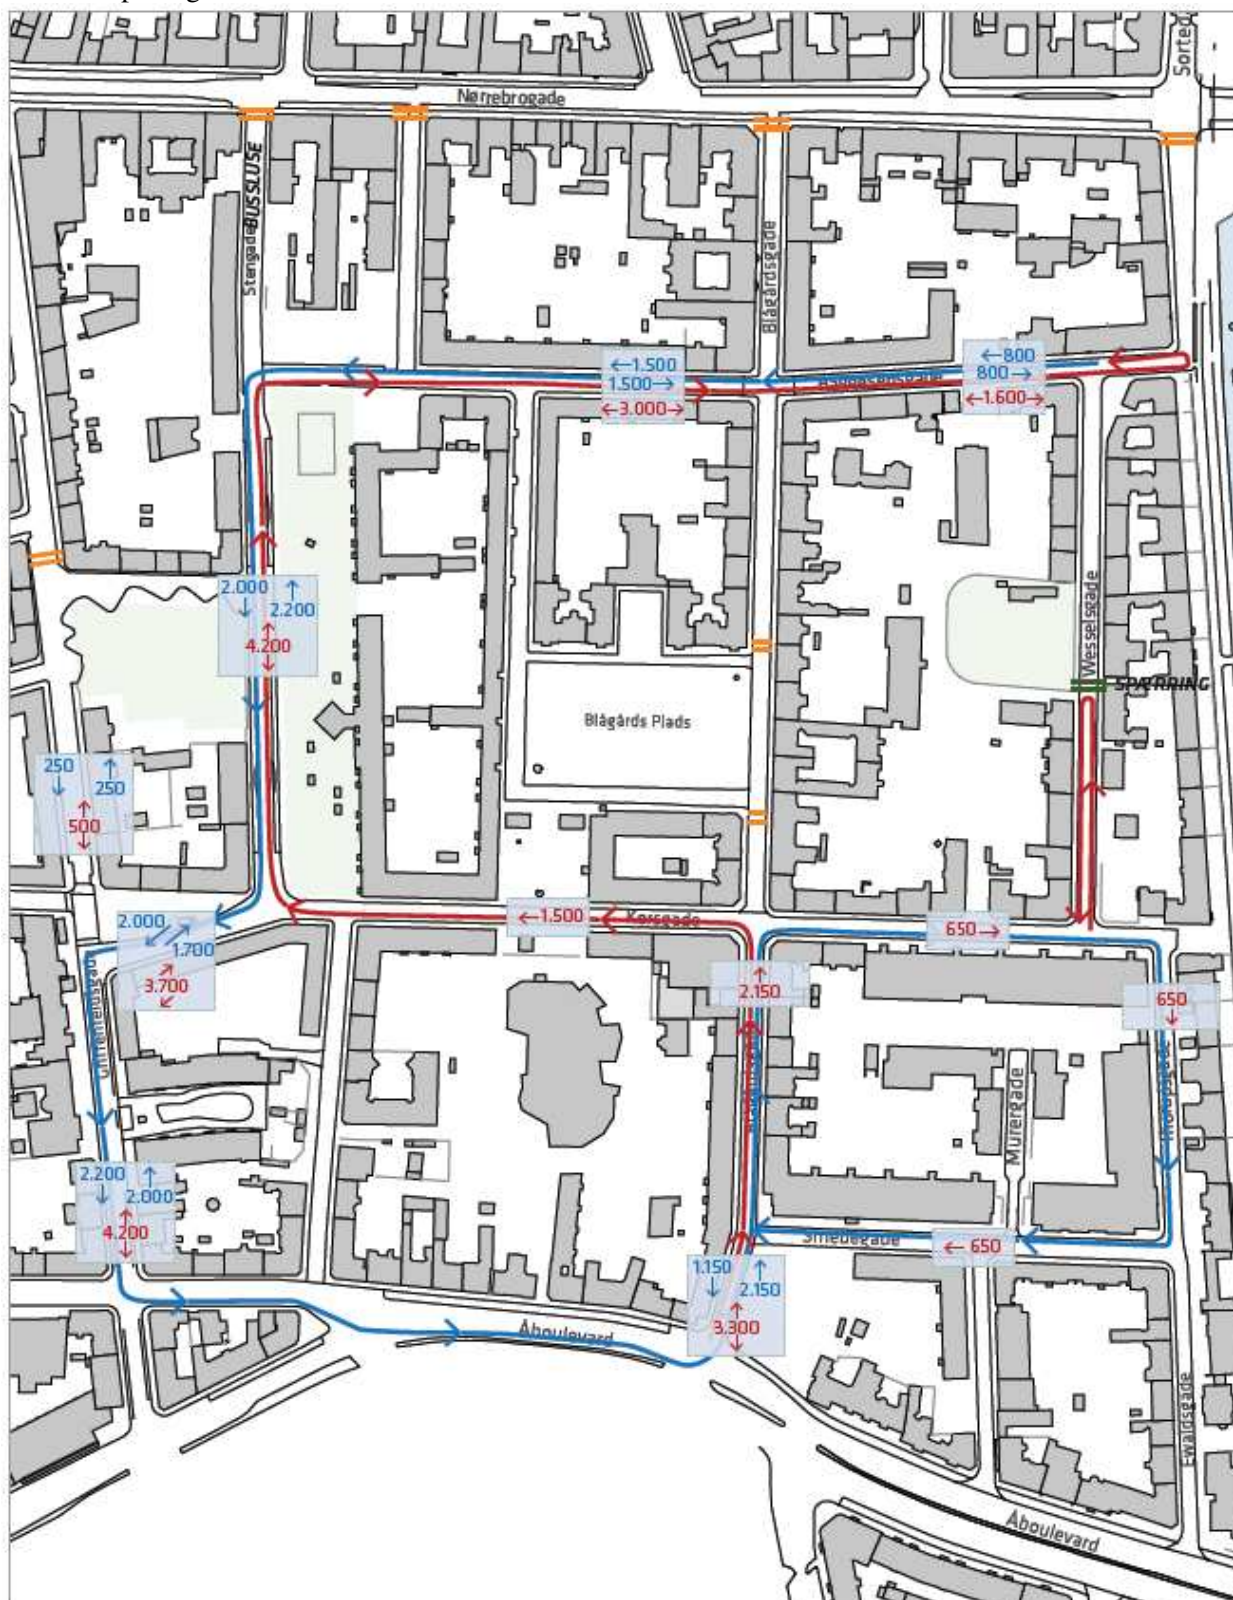 Nørrebrogade
Sorte
BUSSLUSE
Stengade
Blågårdsgade
←1.500
1.500→
←3.000→
←800
800→
←1.600→
2.000
2.200
4.200
Wesselsgade
SPÆRRING
Blågårds Plads
250
250
500
2.000
1.700
3.700
←1.500
Korsgade
650→
2.150
650
Murergade
2.200
2.000
4.200
Smedegade
← 650
1.150
2.150
3.300
Åboulevard
Ewaldsgade
Åboulevard